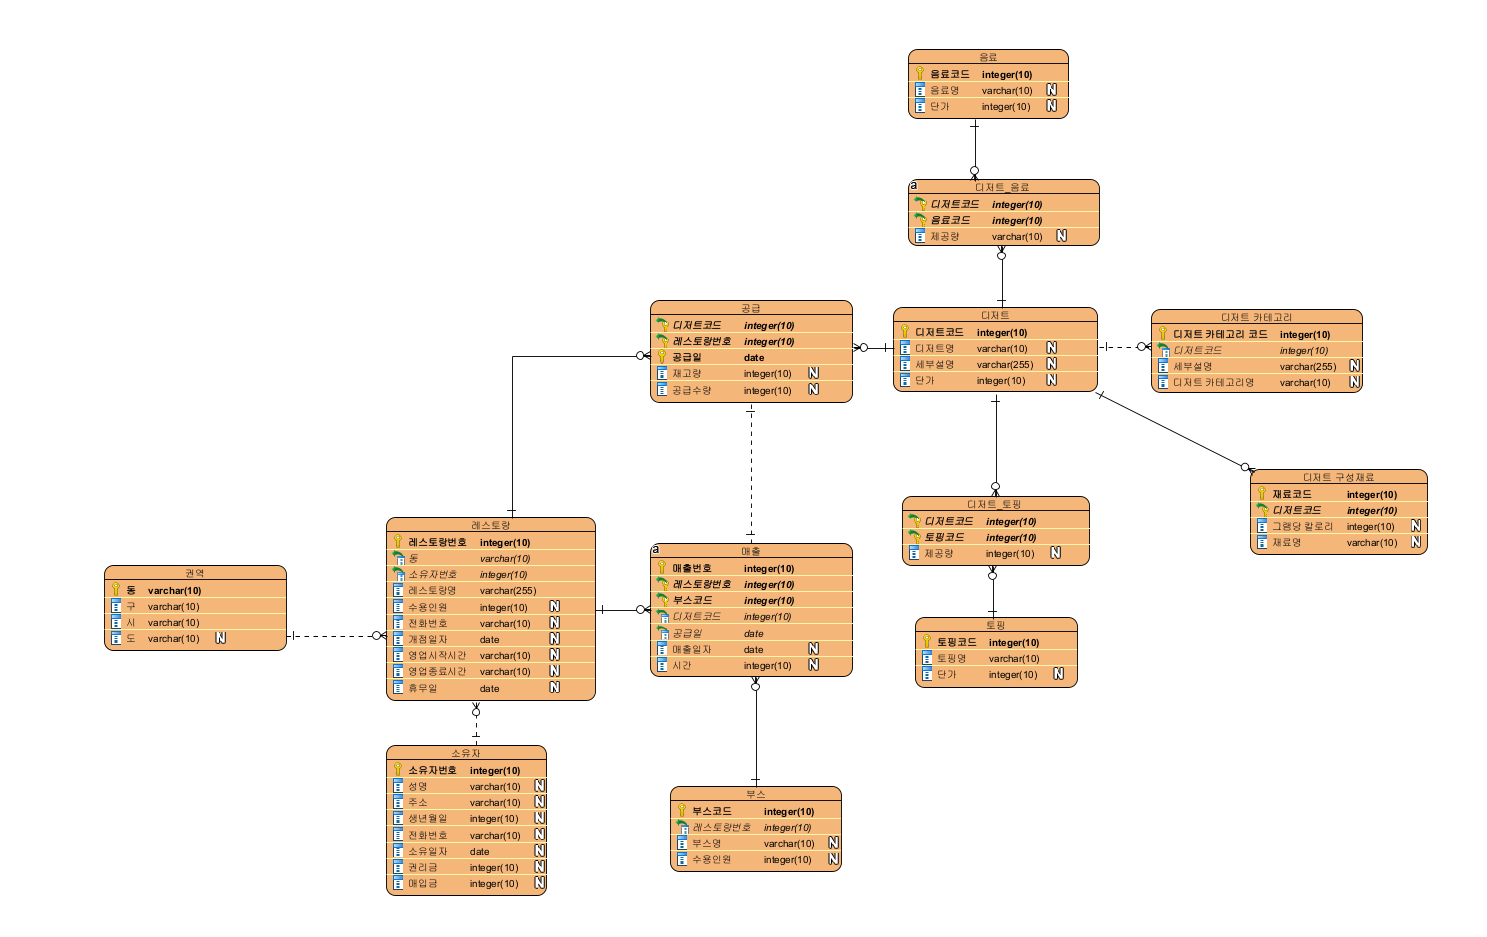 음료
음료코드 integer(10)
음료명 varchar(10) N
단가 integer(10) N
a 디저트_음료
디저트코드 integer(10)
음료코드 integer(10)
제공량 varchar(10) N
공급
디저트코드 integer(10)
레스토랑번호 integer(10)
공급일 date
재고량 integer(10) N
공급수량 integer(10) N
디저트
디저트코드 integer(10)
디저트명 varchar(10) N
세부설명 varchar(255) N
단가 integer(10) N
디저트 카테고리
디저트 카테고리 코드 integer(10)
디저트코드 integer(10)
세부설명 varchar(255) N
디저트 카테고리명 varchar(10) N
디저트 구성재료
재료코드 integer(10)
디저트코드 integer(10)
그램당 칼로리 integer(10) N
재료명 varchar(10) N
디저트_토핑
디저트코드 integer(10)
토핑코드 integer(10)
제공량 integer(10) N
레스토랑
레스토랑번호 integer(10)
동 varchar(10)
소유자번호 integer(10)
레스토랑명 varchar(255)
수용인원 integer(10) N
전화번호 varchar(10) N
개점일자 date N
영업시작시간 varchar(10) N
영업종료시간 varchar(10) N
휴무일 date N
a 매출
매출번호 integer(10)
레스토랑번호 integer(10)
부스코드 integer(10)
디저트코드 integer(10)
공급일 date
매출일자 date N
시간 integer(10) N
권역
동 varchar(10)
구 varchar(10)
시 varchar(10)
도 varchar(10) N
토핑
토핑코드 integer(10)
토핑명 varchar(10)
단가 integer(10) N
소유자
소유자번호 integer(10)
성명 varchar(10) N
주소 varchar(10) N
생년월일 integer(10) N
전화번호 varchar(10) N
소유일자 date N
권리금 integer(10) N
매입금 integer(10) N
부스
부스코드 integer(10)
레스토랑번호 integer(10)
부스명 varchar(10) N
수용인원 integer(10) N